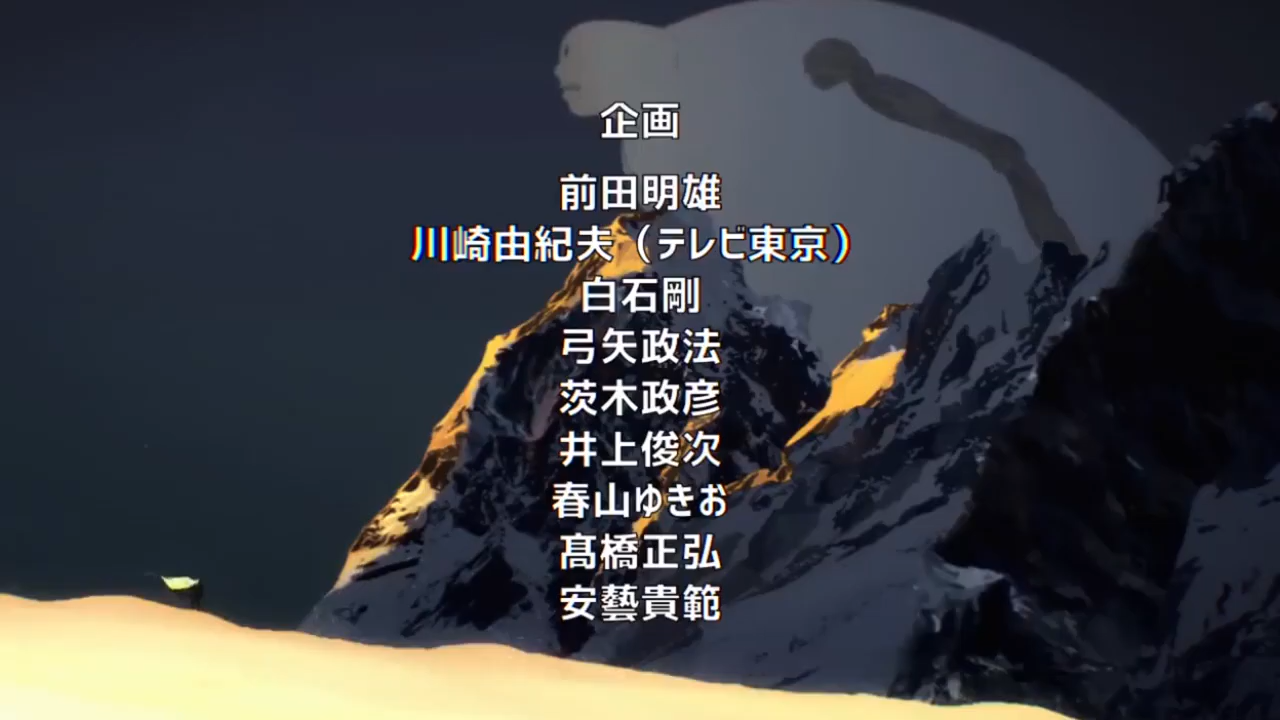 企画
前田明雄
川崎由紀夫（テレビ東京）
白石剛
弓矢政法
茨木政彦
井上俊次
春山ゆきお
髙橋正弘
安藝貴範